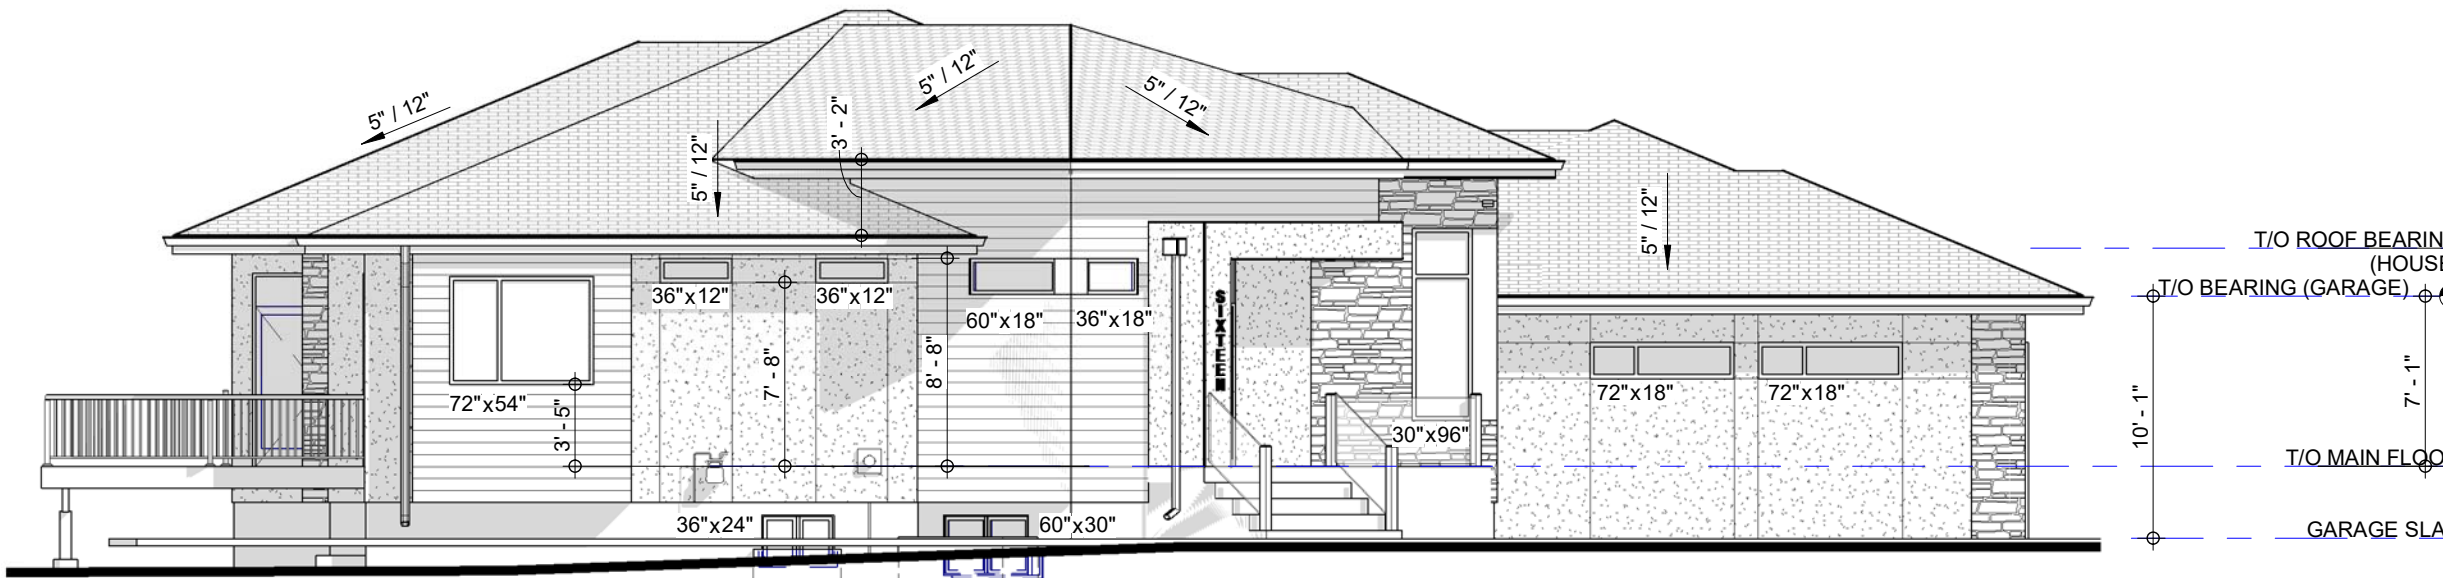 5" / 12"
5" / 12"
5" / 12"
5" / 12"
3' - 2"
5" / 12"
T/O ROOF BEARIN
(HOUSE
T/O BEARING (GARAGE)
36"x12"
36"x12"
60"x18"
36"x18"
SIXTEEN
72"x54"
3' - 5"
7' - 8"
8' - 8"
30"x96"
72"x18"
72"x18"
10' - 1"
7' - 1"
T/O MAIN FLOO
36"x24"
60"x30"
GARAGE SLA